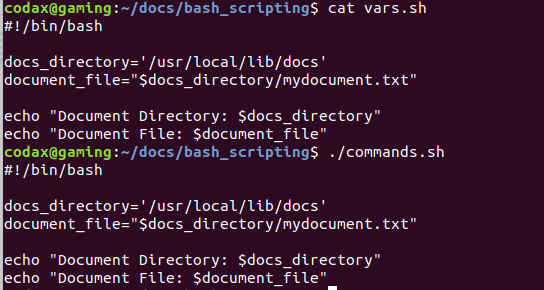 codax@gaming:~/docs/bash_scripting$ cat vars.sh
#!/bin/bash
docs_directory='/usr/local/lib/docs'
document_file="$docs_directory/mydocument.txt"
echo "Document Directory: $docs_directory"
echo "Document File: $document_file"
codax@gaming:~/docs/bash_scripting$ ./commands.sh
#!/bin/bash
docs_directory='/usr/local/lib/docs'
document_file="$docs_directory/mydocument.txt"
echo "Document Directory: $docs_directory"
echo "Document File: $document_file"